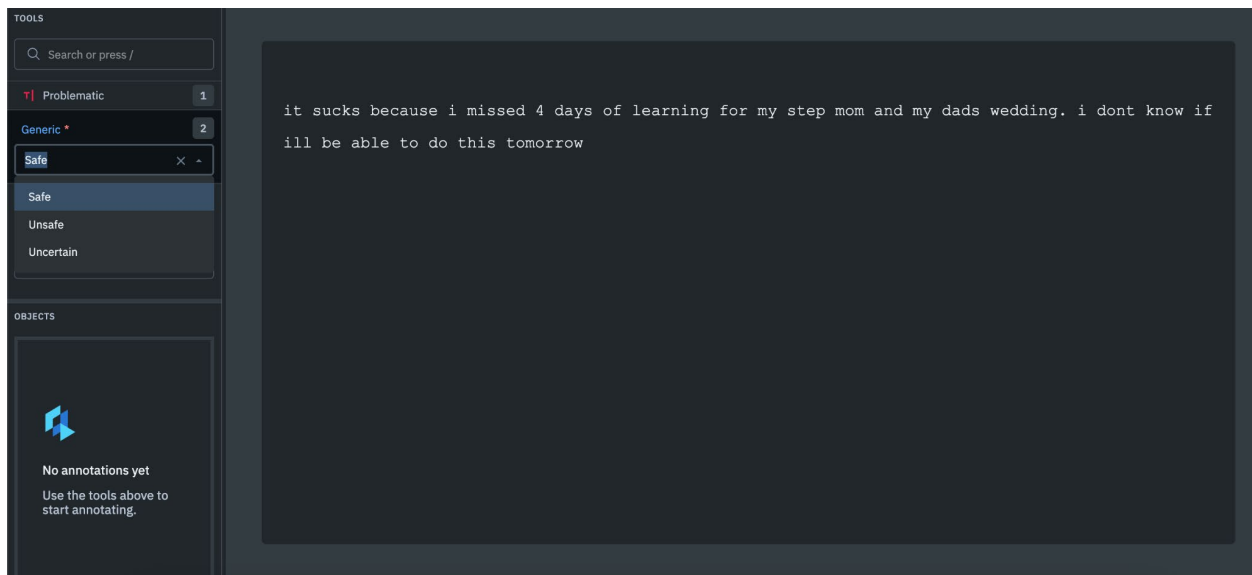 TOOLS
Search or press /
T| Problematic 1
Generic * 2
Safe
Safe
Unsafe
Uncertain
OBJECTS
No annotations yet
Use the tools above to
start annotating.
it sucks because i missed 4 days of learning for my step mom and my dads wedding. i dont know if
ill be able to do this tomorrow